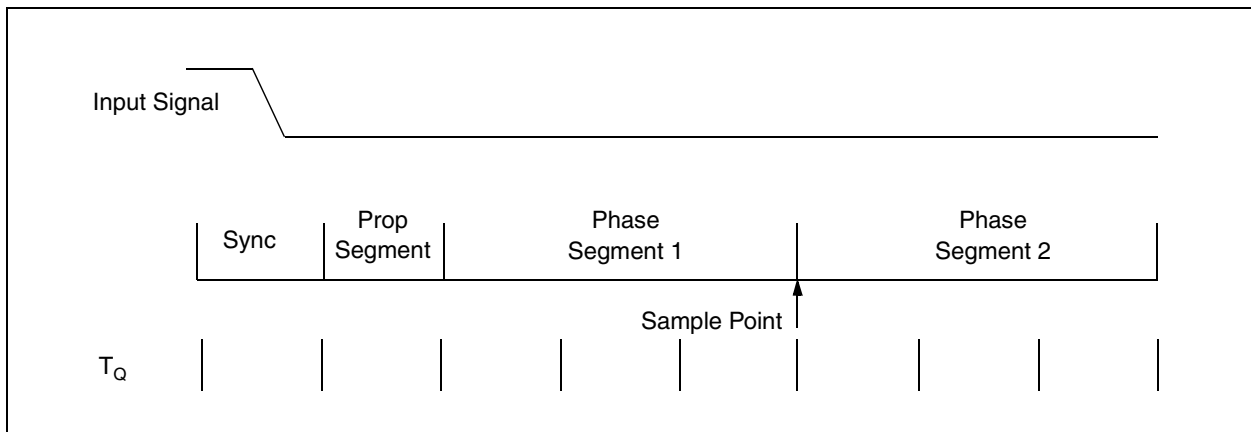 Input Signal
Sync
Prop
Segment
Phase
Segment 1
Phase
Segment 2
Sample Point
TQ